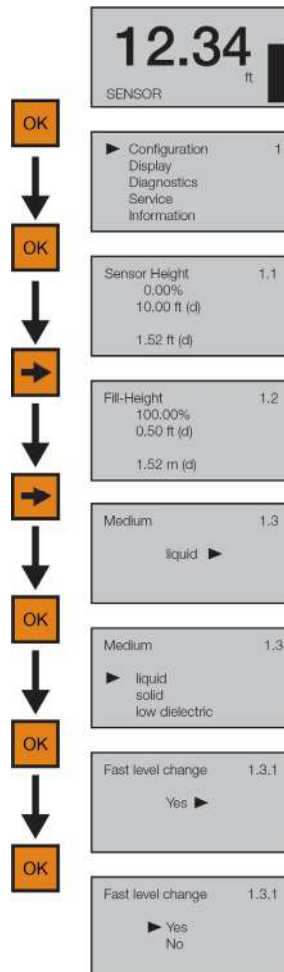 12.34
ft
SENSOR
OK
Configuration 1
Display
Diagnostics
Service
Information
OK
Sensor Height 1.1
0.00%
10.00 ft (d)
1.52 ft (d)
Fill-Height 1.2
100.00%
0.50 ft (d)
1.52 m (d)
Medium 1.3
liquid
OK
Medium 1.3
liquid
solid
low dielectric
OK
Fast level change 1.3.1
Yes
OK
Fast level change 1.3.1
Yes
No